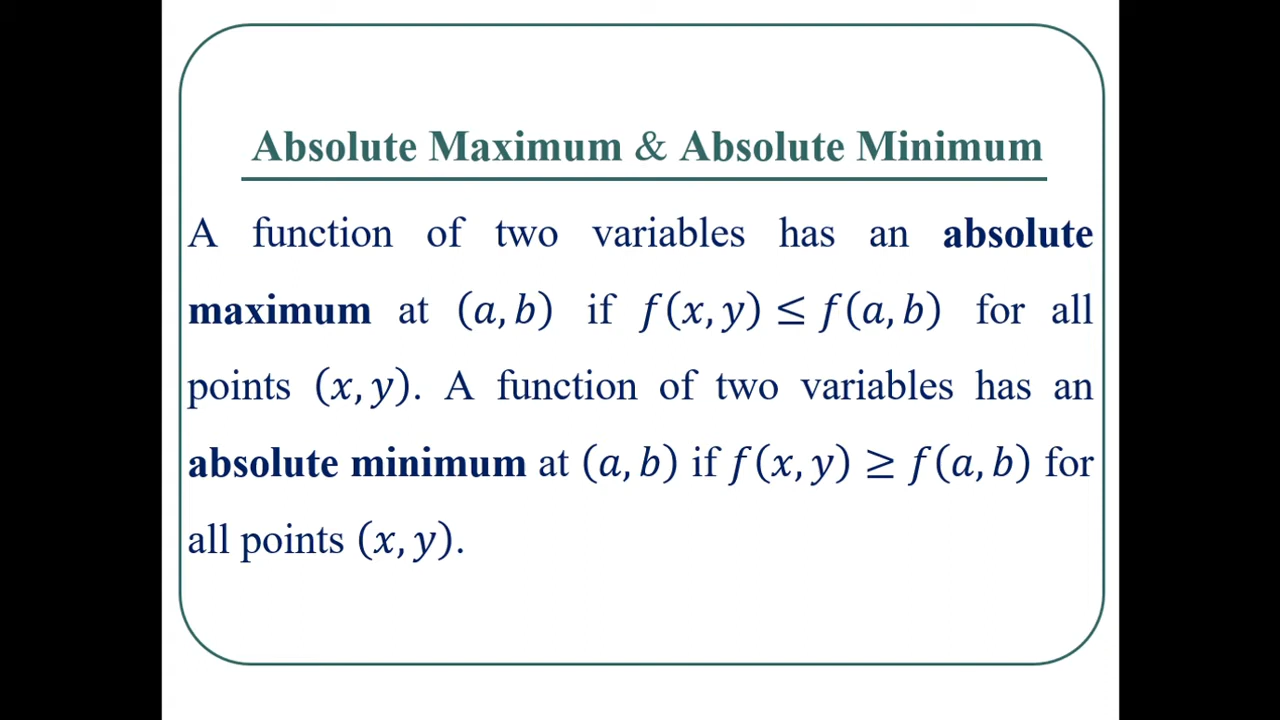 Absolute Maximum & Absolute Minimum
A function of two variables has an absolute
maximum at (a, b) if f(x, y) ≤ f(a, b) for all
points (x, y). A function of two variables has an
absolute minimum at (a, b) if f(x, y) ≥ f(a, b) for
all points (x, y).